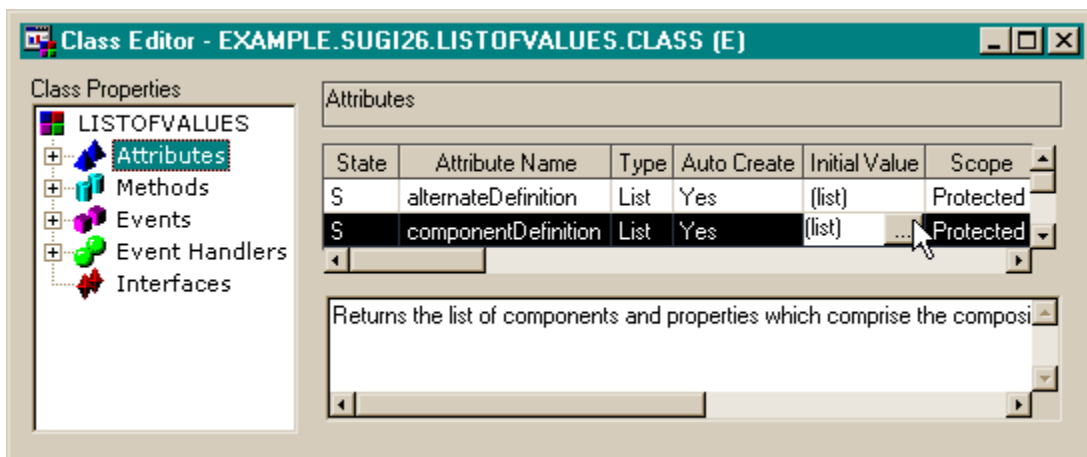 Class Editor - EXAMPLE.SUGI26.LISTOFVALUES.CLASS (E)
Class Properties
LISTOFVALUES
Attributes
Methods
Events
Event Handlers
Interfaces
Attributes
State Attribute Name Type Auto Create Initial Value Scope
S alternateDefinition List Yes (list) Protected
S componentDefinition List Yes (list) ... Protected
Returns the list of components and properties which comprise the composi